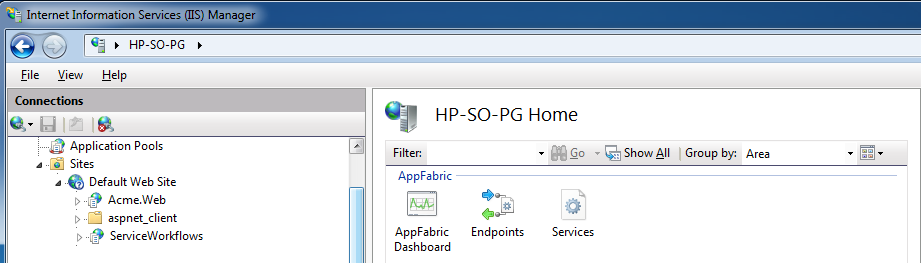 Internet Information Services (IIS) Manager
HP-SO-PG
File View Help
Connections
Application Pools
Sites
Default Web Site
Acme.Web
aspnet_client
ServiceWorkflows
HP-SO-PG Home
Filter: Go Show All Group by: Area
AppFabric
AppFabric Dashboard
Endpoints
Services